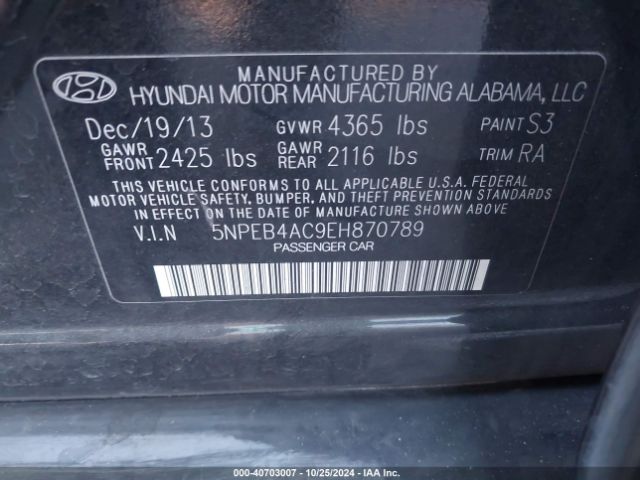 MANUFACTURED BY
HYUNDAI MOTOR MANUFACTURING ALABAMA, LLC
Dec/19/13 GVWR 4365 lbs PAINT S3
GAWR FRONT 2425 lbs GAWR REAR 2116 lbs TRIM RA
THIS VEHICLE CONFORMS TO ALL APPLICABLE U.S.A. FEDERAL
MOTOR VEHICLE SAFETY, BUMPER, AND THEFT PREVENTION STANDARDS
IN EFFECT ON THE DATE OF MANUFACTURE SHOWN ABOVE
V.I.N 5NPEB4AC9EH870789
PASSENGER CAR
000-40703007 - 10/25/2024 - IAA Inc.